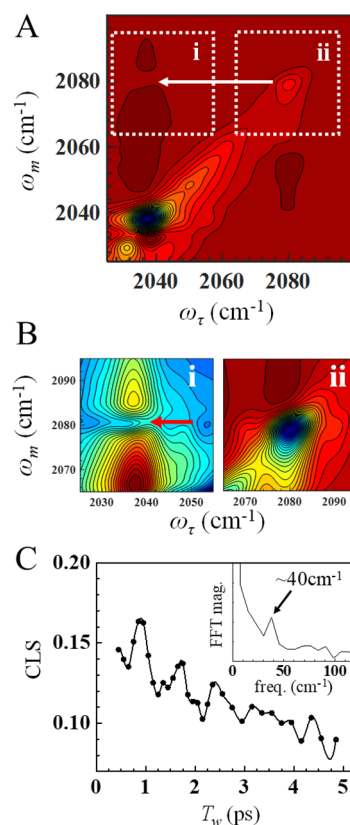 A
i
ii
2080
2060
2040
ωm (cm-1)
2040 2060 2080
ωτ (cm-1)
B
i
ii
2090
2080
2070
ωm (cm-1)
2030 2040 2050
2070 2080 2090
ωτ (cm-1)
C
0.20
0.15
0.10
CLS
FFT mag.
~40cm-1
0 50 100
freq. (cm-1)
0 1 2 3 4 5
Tw (ps)